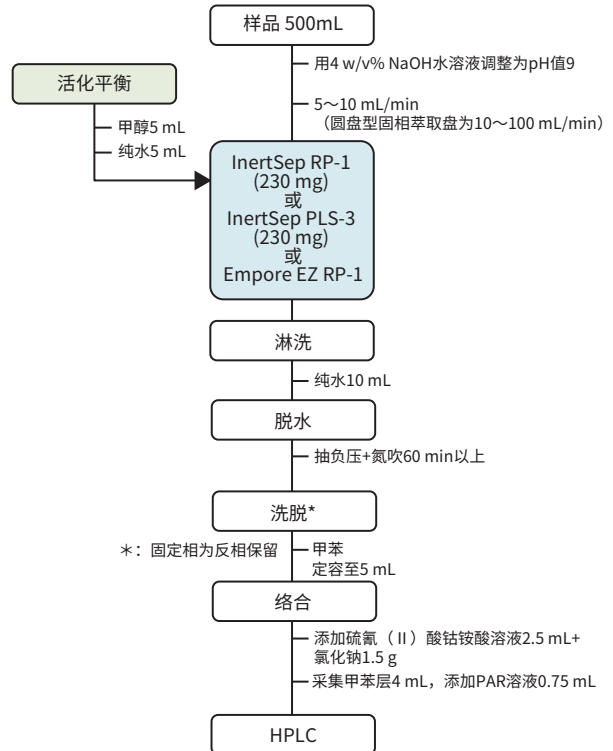 样品 500mL
用4 w/v% NaOH水溶液调整为pH值9
活化平衡
甲醇5 mL
纯水5 mL
5～10 mL/min
（圆盘型固相萃取盘为10～100 mL/min）
InertSep RP-1
(230 mg)
或
InertSep PLS-3
(230 mg)
或
Empore EZ RP-1
淋洗
纯水10 mL
脱水
抽负压+氮吹60 min以上
洗脱*
＊：固定相为反相保留
甲苯
定容至5 mL
络合
添加硫氰（Ⅱ）酸钴铵酸溶液2.5 mL+
氯化钠1.5 g
采集甲苯层4 mL，添加PAR溶液0.75 mL
HPLC